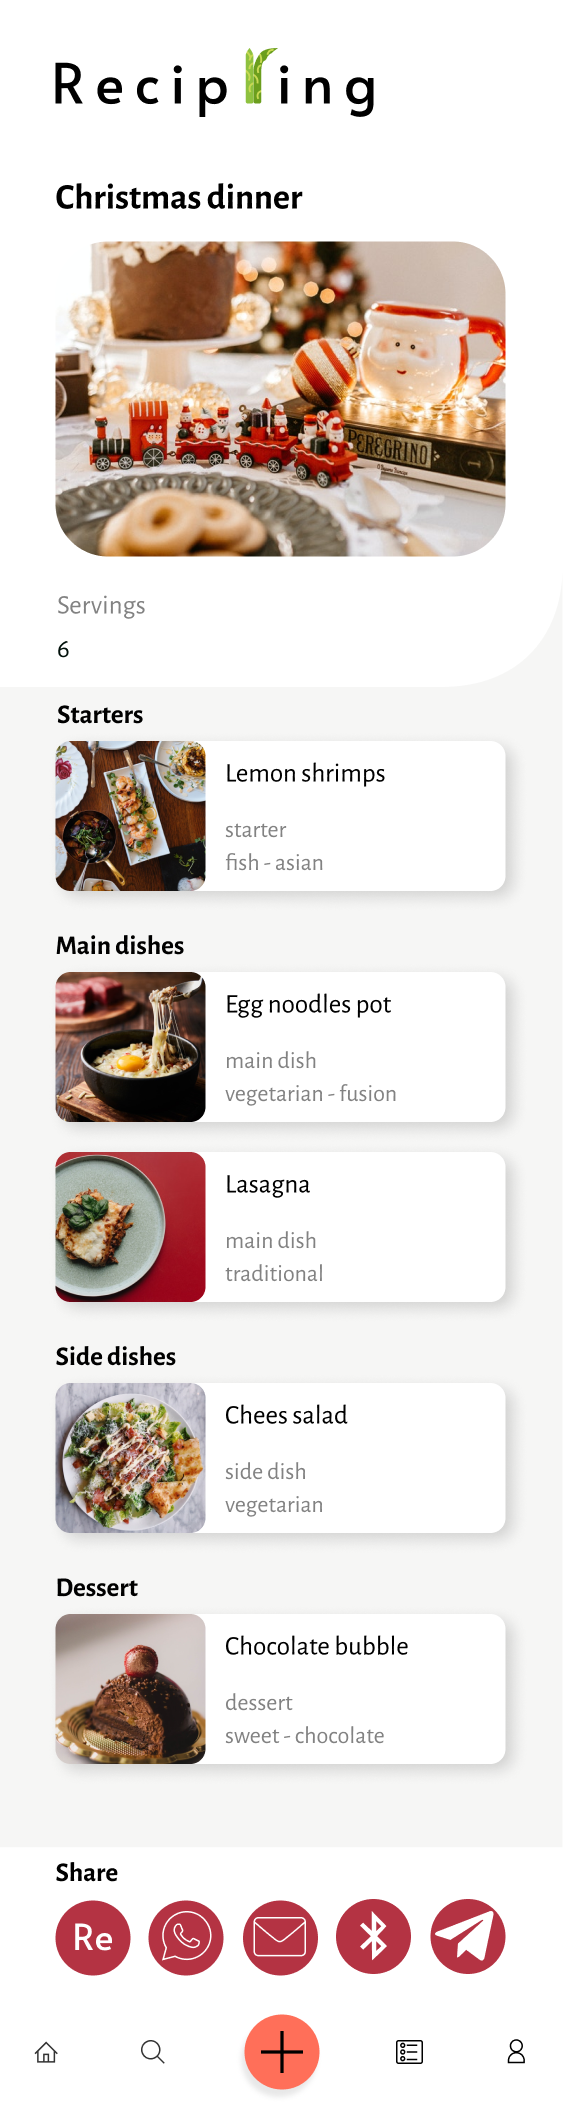 Recipring
Christmas dinner
PEREGRINO
Servings
6
Starters
Lemon shrimps
starter
fish - asian
Main dishes
Egg noodles pot
main dish
vegetarian - fusion
Lasagna
main dish
traditional
Side dishes
Chees salad
side dish
vegetarian
Dessert
Chocolate bubble
dessert
sweet - chocolate
Share
Re